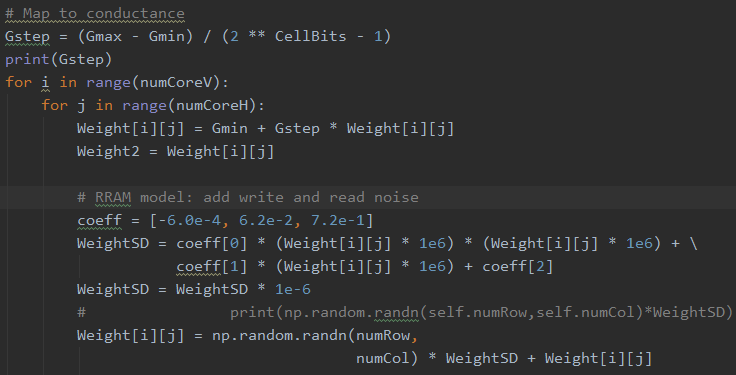 # Map to conductance
Gstep = (Gmax - Gmin) / (2 ** CellBits - 1)
print(Gstep)
for i in range(numCoreV):
    for j in range(numCoreH):
        Weight[i][j] = Gmin + Gstep * Weight[i][j]
        Weight2 = Weight[i][j]

        # RRAM model: add write and read noise
        coeff = [-6.0e-4, 6.2e-2, 7.2e-1]
        WeightSD = coeff[0] * (Weight[i][j] * 1e6) * (Weight[i][j] * 1e6) + \
                   coeff[1] * (Weight[i][j] * 1e6) + coeff[2]
        WeightSD = WeightSD * 1e-6
        #                print(np.random.randn(self.numRow,self.numCol)*WeightSD)
        Weight[i][j] = np.random.randn(numRow,
                                       numCol) * WeightSD + Weight[i][j]